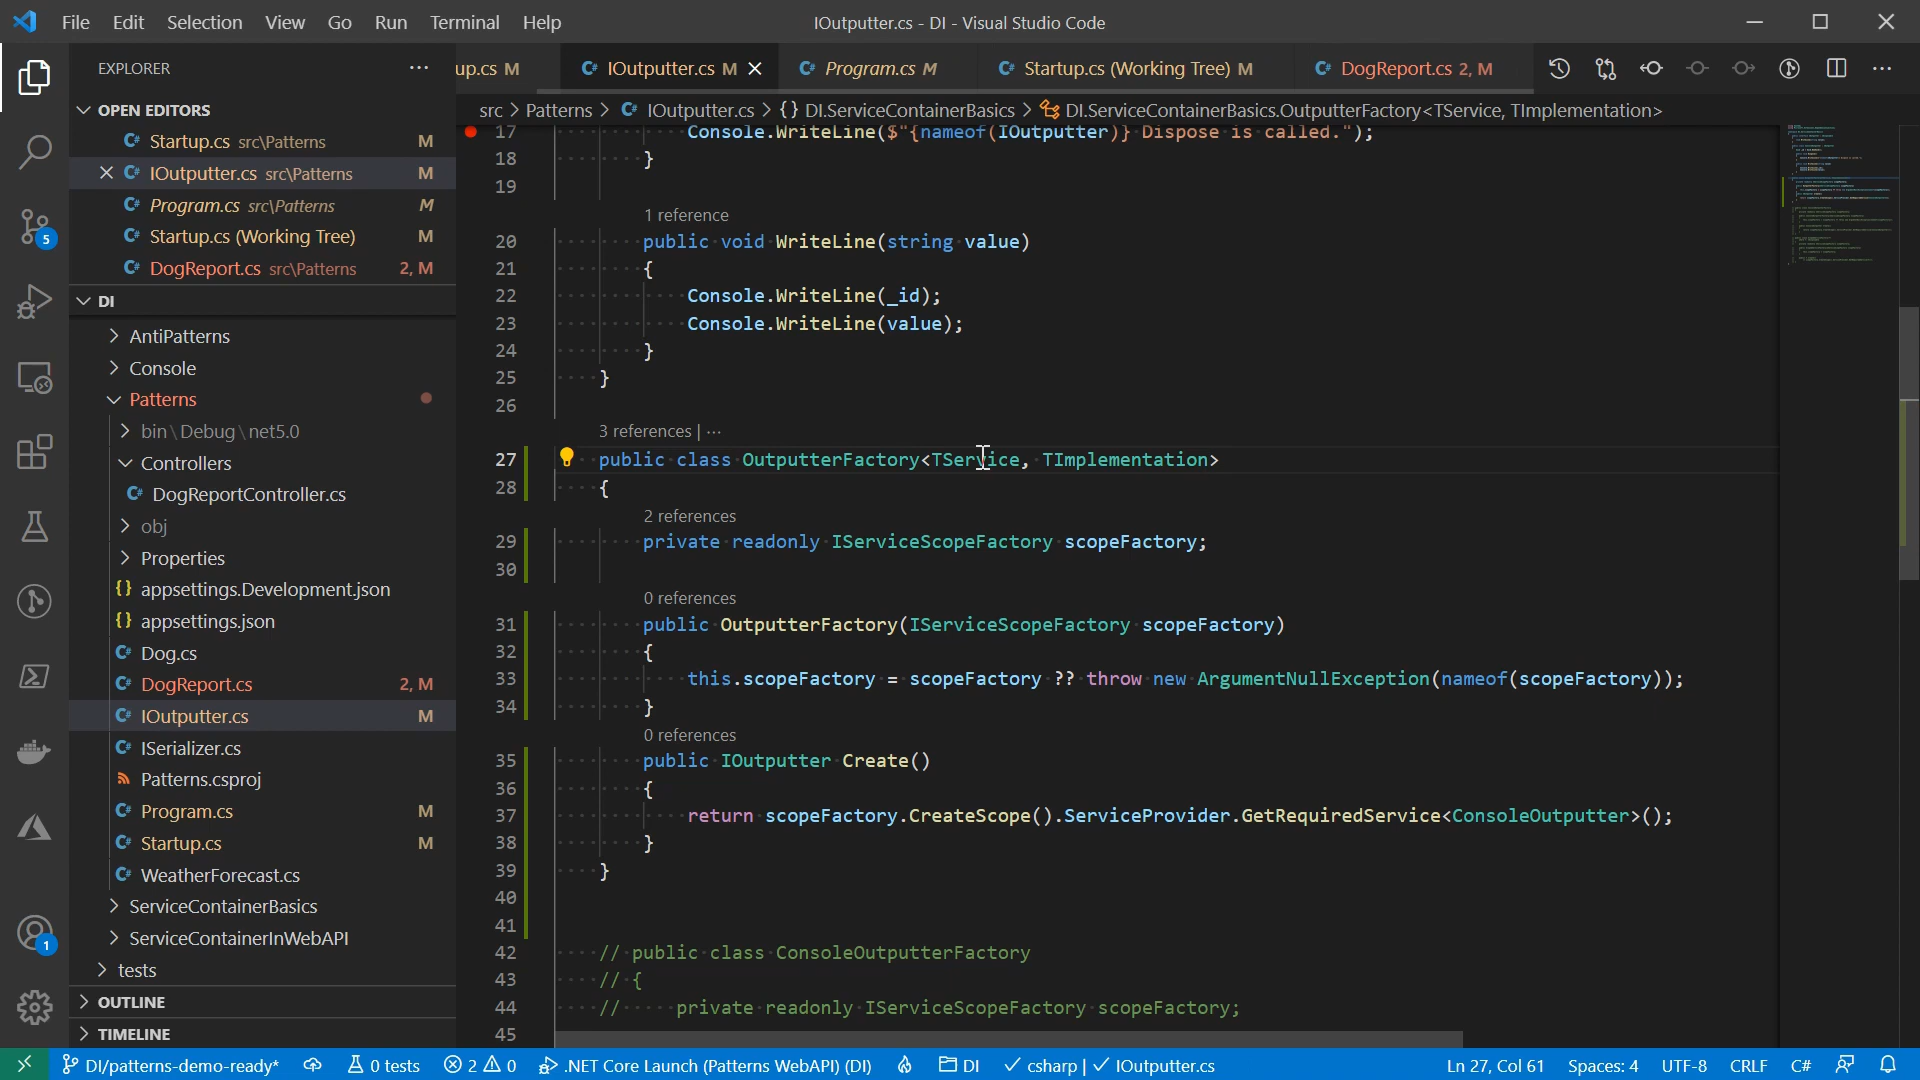 File Edit Selection View Go Run Terminal Help
IOutputter.cs - DI - Visual Studio Code
EXPLORER
up.cs M
IOutputter.cs M
Program.cs M
Startup.cs (Working Tree) M
DogReport.cs 2, M
src > Patterns > IOutputter.cs > {} DI.ServiceContainerBasics > DI.ServiceContainerBasics.OutputterFactory<TService, TImplementation>
OPEN EDITORS
Startup.cs src\Patterns M
IOutputter.cs src\Patterns M
Program.cs src\Patterns M
Startup.cs (Working Tree) M
DogReport.cs src\Patterns 2, M
DI
AntiPatterns
Console
Patterns
bin\Debug\net5.0
Controllers
DogReportController.cs
obj
Properties
{} appsettings.Development.json
{} appsettings.json
Dog.cs
DogReport.cs 2, M
IOutputter.cs M
ISerializer.cs
Patterns.csproj
Program.cs M
Startup.cs M
WeatherForecast.cs
ServiceContainerBasics
ServiceContainerInWebAPI
tests
OUTLINE
TIMELINE
5
1
17 Console.WriteLine($"{nameof(IOutputter)} Dispose is called.");
18 }
19
1 reference
20 public void WriteLine(string value)
21 {
22 Console.WriteLine(_id);
23 Console.WriteLine(value);
24 }
25 }
26
3 references | ...
27 public class OutputterFactory<TService, TImplementation>
28 {
2 references
29 private readonly IServiceScopeFactory scopeFactory;
30
0 references
31 public OutputterFactory(IServiceScopeFactory scopeFactory)
32 {
33 this.scopeFactory = scopeFactory ?? throw new ArgumentNullException(nameof(scopeFactory));
34 }
0 references
35 public IOutputter Create()
36 {
37 return scopeFactory.CreateScope().ServiceProvider.GetRequiredService<ConsoleOutputter>();
38 }
39 }
40
41
42 // public class ConsoleOutputterFactory
43 // {
44 // private readonly IServiceScopeFactory scopeFactory;
45
DI/patterns-demo-ready* 0 tests 2 0 .NET Core Launch (Patterns WebAPI) (DI) DI csharp | IOutputter.cs Ln 27, Col 61 Spaces: 4 UTF-8 CRLF C#